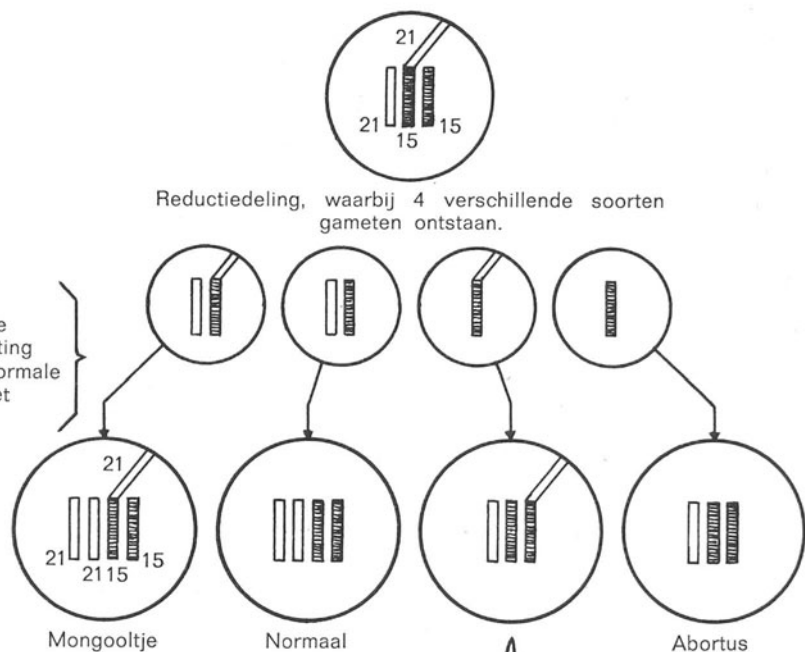 21
21
15
15
Reductiedeling, waarbij 4 verschillende soorten
gameten ontstaan.
21
21
21 15
15
Mongooltje
Normaal
Abortus